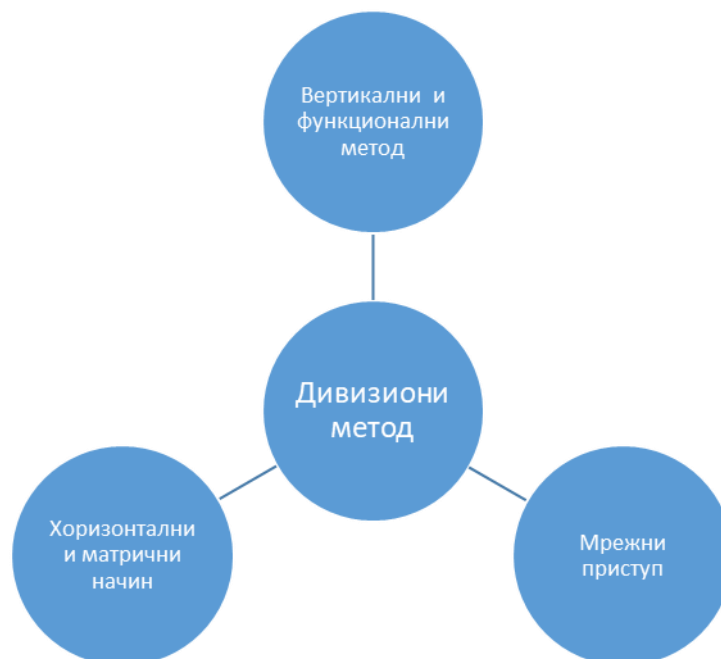 Вертикални и
функционални
метод
Дивизиони
метод
Хоризонтални
и матрични
начин
Мрежни
приступ